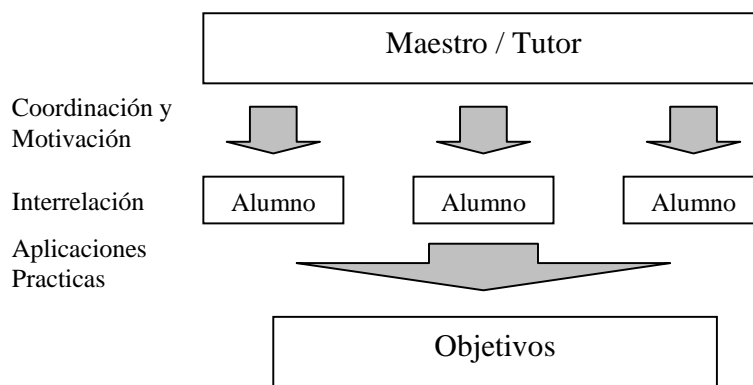 Maestro / Tutor
Coordinación y
Motivación
Interrelación
Alumno
Alumno
Alumno
Aplicaciones
Practicas
Objetivos